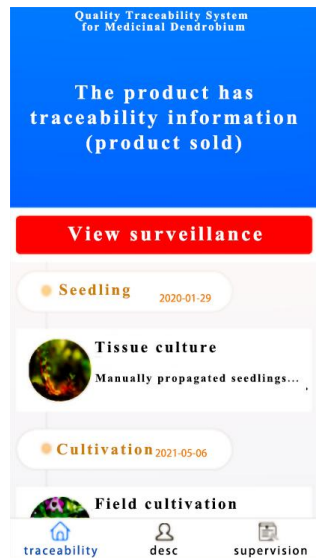 Quality Traceability System
for Medicinal Dendrobium
The product has
traceability information
(product sold)
View surveillance
Seedling 2020-01-29
Tissue culture
Manually propagated seedlings...
Cultivation 2021-05-06
Field cultivation
traceability desc supervision